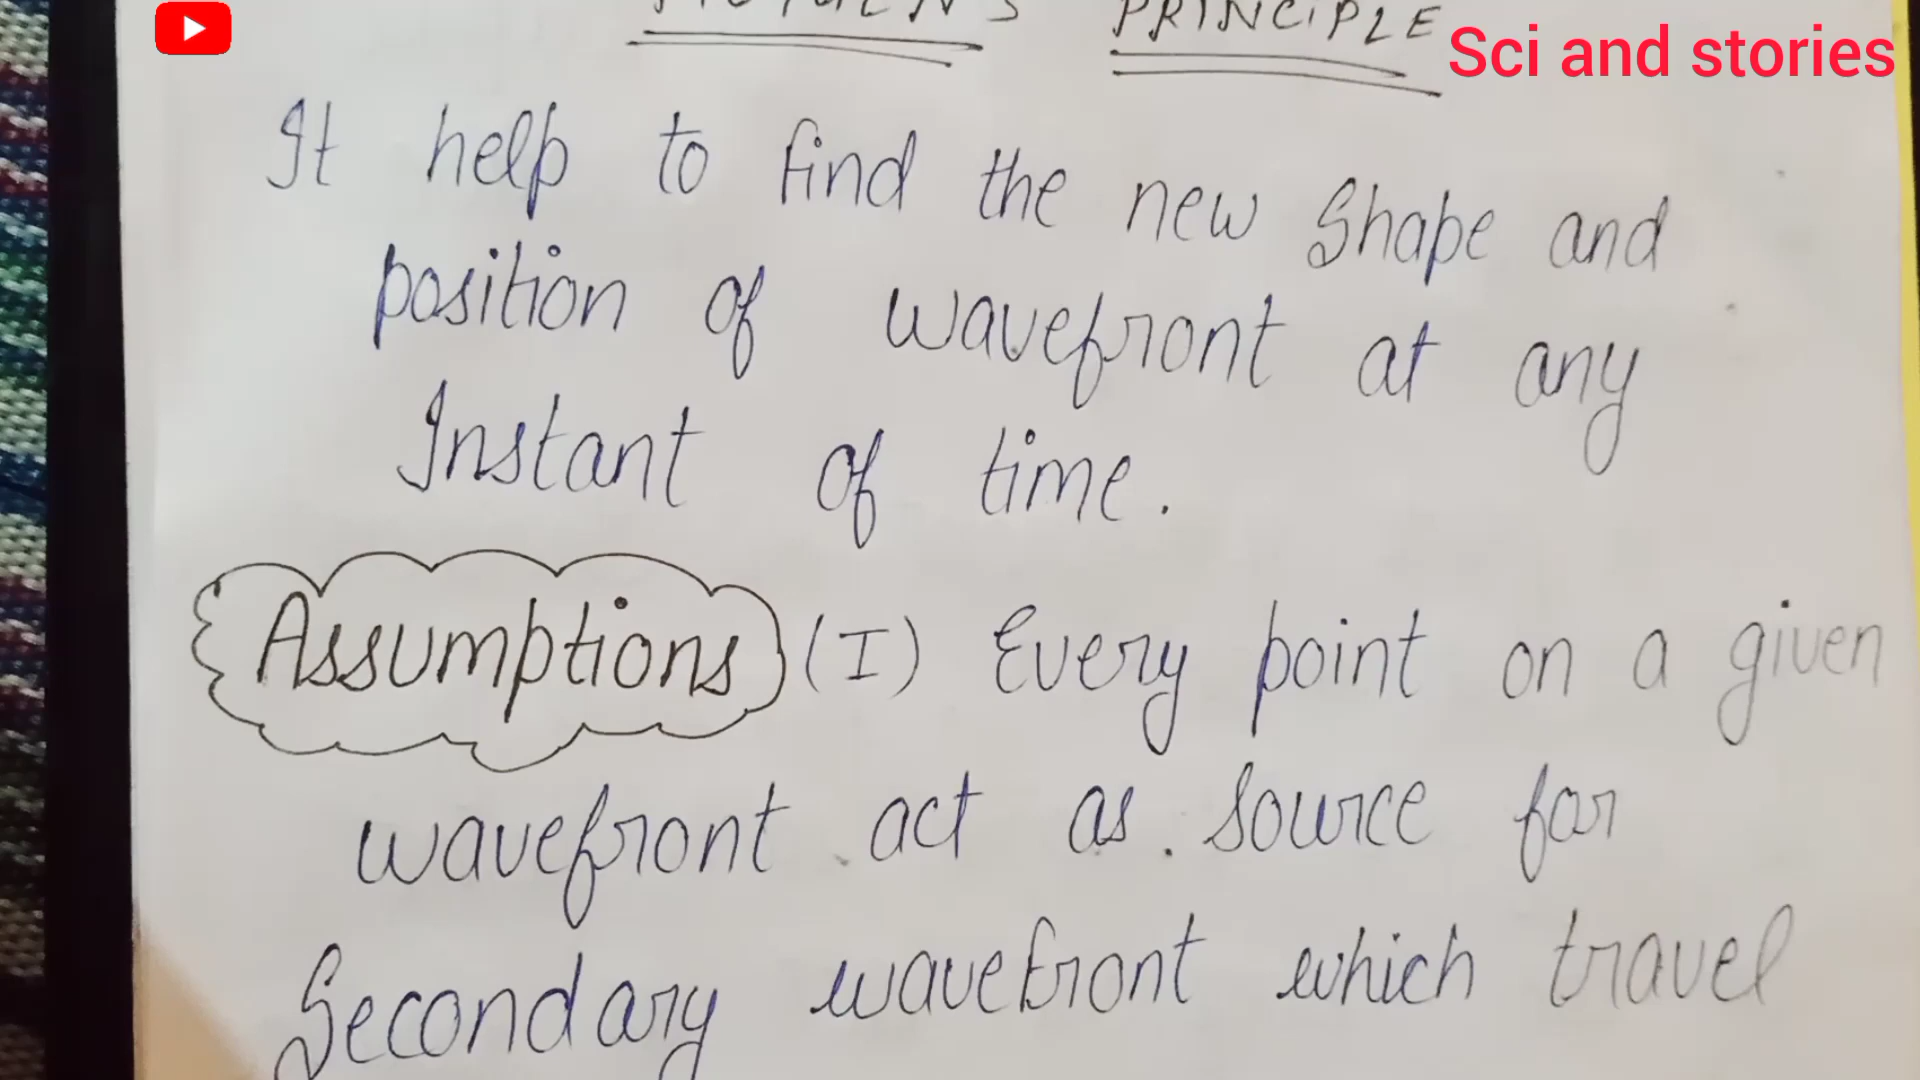 PRINCIPLE
Sci and stories
It help to find the new Shape and
position of wavefront at any
Instant of time.
Assumptions (I) Every point on a given
wavefront act as source for
Secondary wavefront which travel